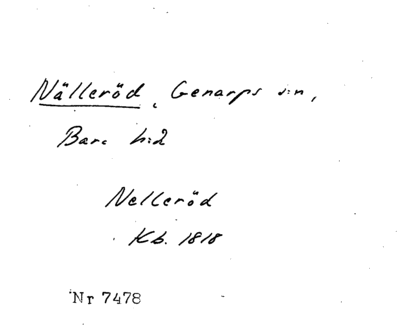 Nälleröd, Genarps s:n,
Bara h:d
Nelleröd
Kb. 1818
Nr 7478